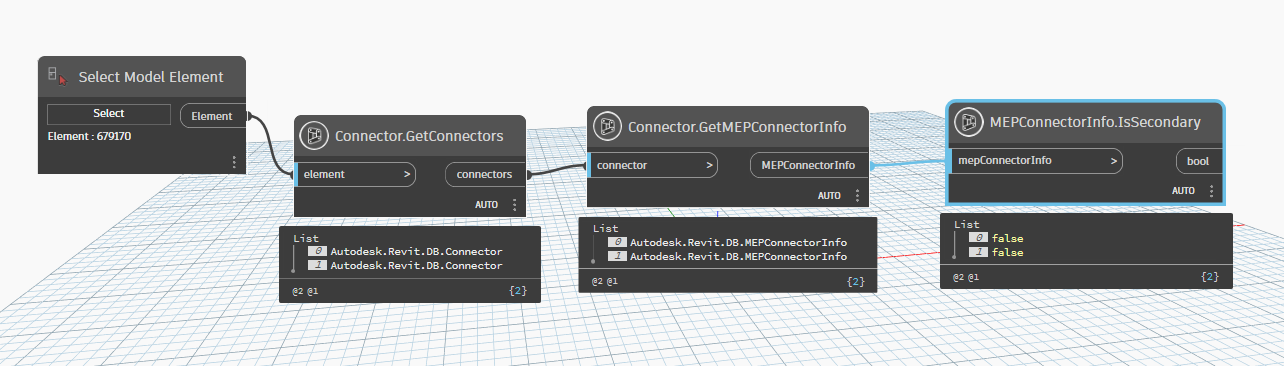 Select Model Element
Select
Element
Element : 679170
Connector.GetConnectors
element >
connectors
AUTO
List
0 Autodesk.Revit.DB.Connector
1 Autodesk.Revit.DB.Connector
@2 @1 {2}
Connector.GetMEPConnectorInfo
connector >
MEPConnectorInfo
AUTO
List
0 Autodesk.Revit.DB.MEPConnectorInfo
1 Autodesk.Revit.DB.MEPConnectorInfo
@2 @1 {2}
MEPConnectorInfo.IsSecondary
mepConnectorInfo >
bool
AUTO
List
0 false
1 false
@2 @1 {2}